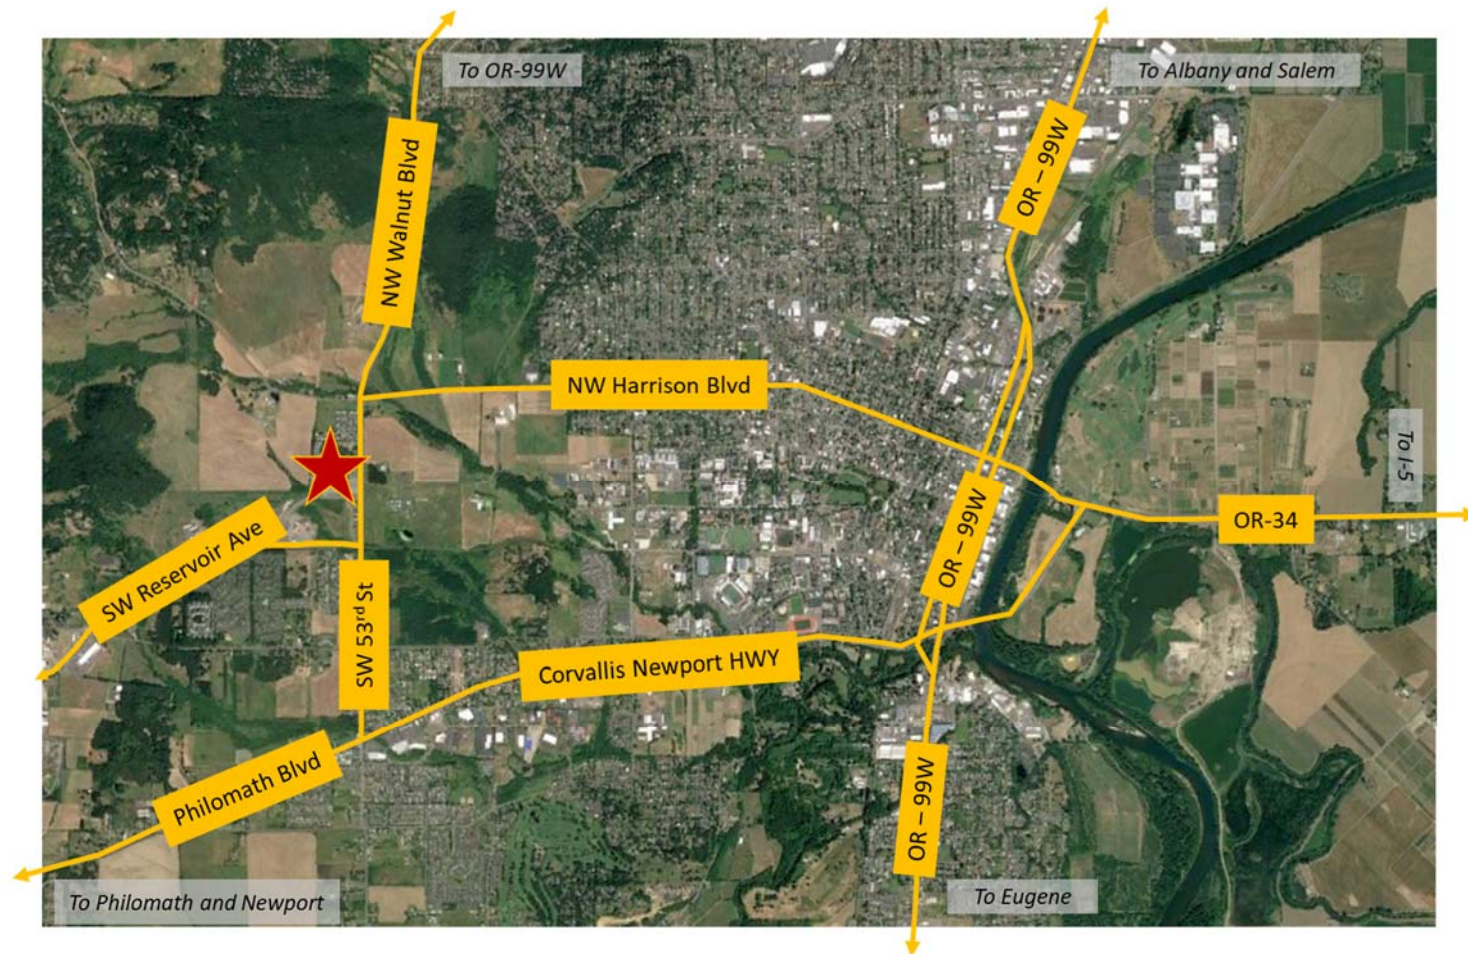 To OR-99W
To Albany and Salem
NW Walnut Blvd
OR – 99W
NW Harrison Blvd
To I-5
OR – 99W
OR-34
SW Reservoir Ave
SW 53rd St
Corvallis Newport HWY
Philomath Blvd
OR – 99W
To Philomath and Newport
To Eugene